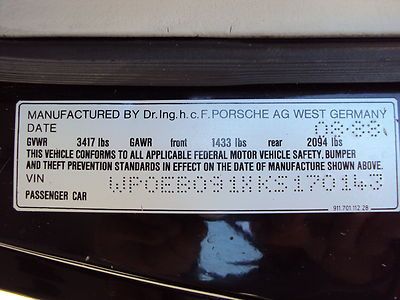 MANUFACTURED BY Dr.Ing.h.c.F.PORSCHE AG WEST GERMANY
DATE 08·88
GVWR 3417 lbs GAWR front 1433 lbs rear 2094 lbs
THIS VEHICLE CONFORMS TO ALL APPLICABLE FEDERAL MOTOR VEHICLE SAFETY, BUMPER
AND THEFT PREVENTION STANDARDS IN EFFECT ON THE DATE OF MANUFACTURE SHOWN ABOVE.
VIN WP0EB091XKS170143
PASSENGER CAR
911.701.112 28